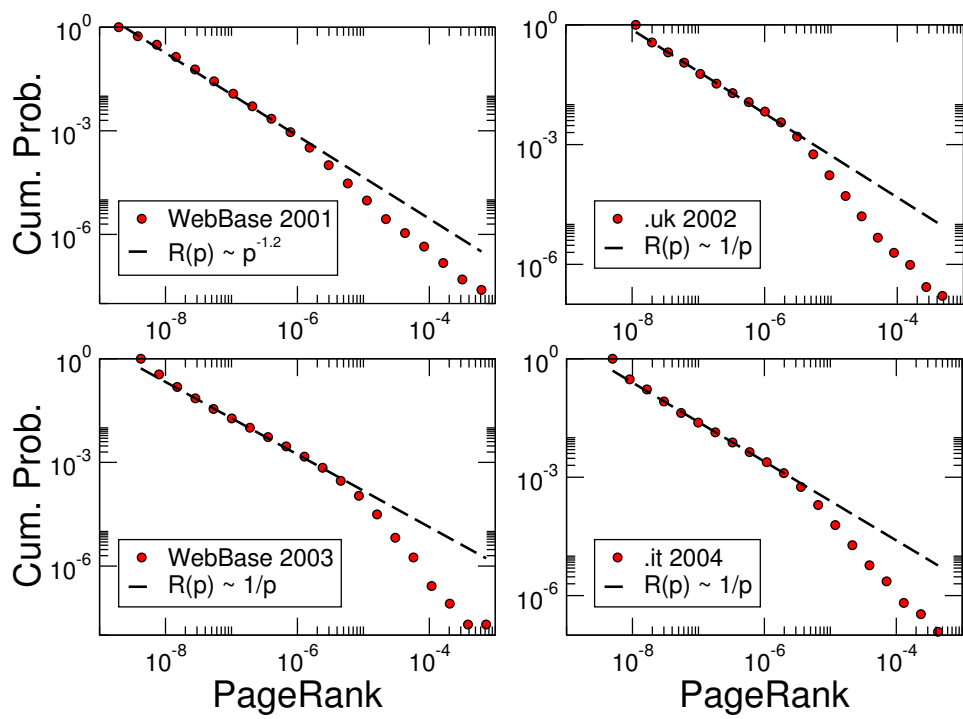 Cum. Prob.
10^0
10^-3
10^-6
WebBase 2001
R(p) ~ p^-1.2
10^-8
10^-6
10^-4
10^0
10^-3
10^-6
.uk 2002
R(p) ~ 1/p
10^-8
10^-6
10^-4
Cum. Prob.
10^0
10^-3
10^-6
WebBase 2003
R(p) ~ 1/p
10^-8
10^-6
10^-4
PageRank
10^0
10^-3
10^-6
.it 2004
R(p) ~ 1/p
10^-8
10^-6
10^-4
PageRank